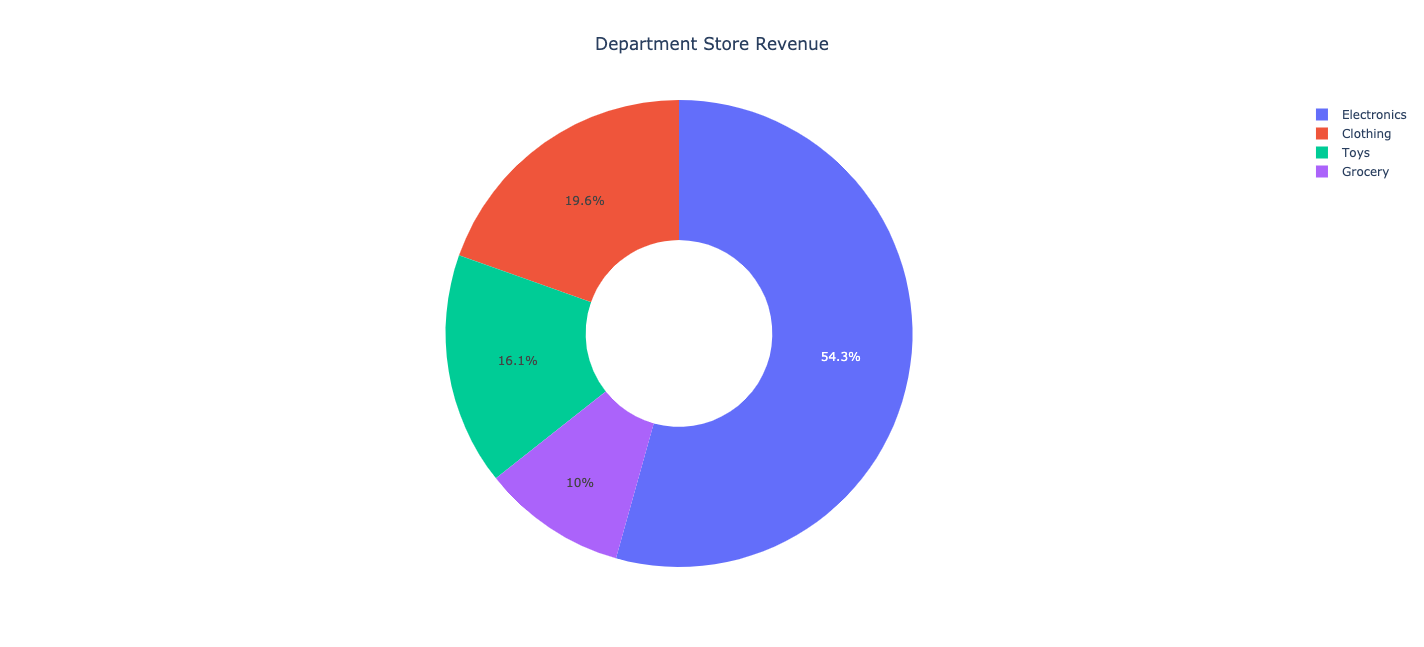 Department Store Revenue
Electronics
Clothing
Toys
Grocery
19.6%
54.3%
16.1%
10%